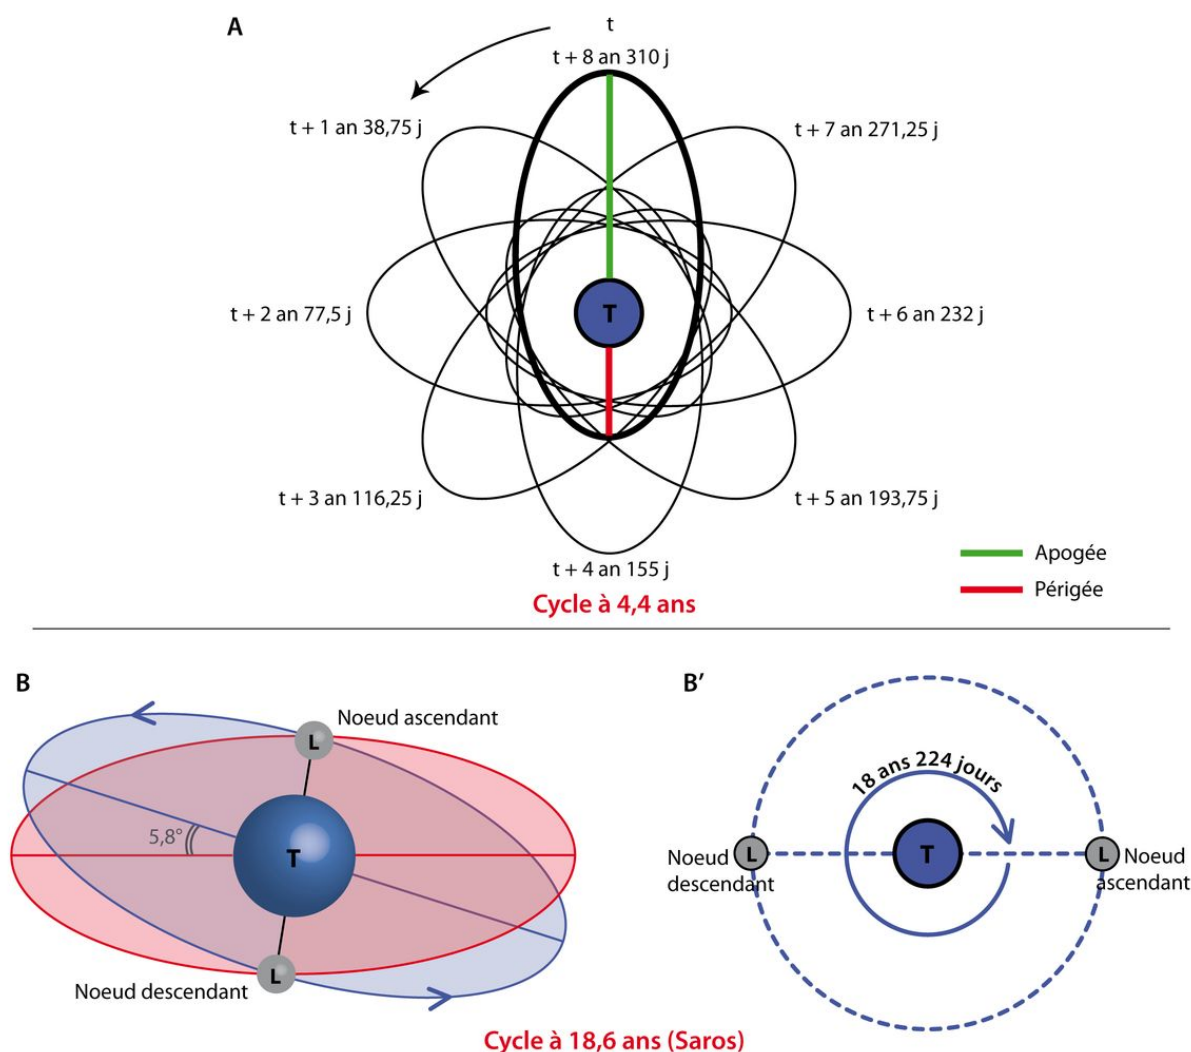 A
t
t + 8 an 310 j
t + 1 an 38,75 j
t + 7 an 271,25 j
t + 2 an 77,5 j
T
t + 6 an 232 j
t + 3 an 116,25 j
t + 5 an 193,75 j
t + 4 an 155 j
Apogée
Périgée
Cycle à 4,4 ans
B
Noeud ascendant
L
5,8°
T
L
Noeud descendant
B’
18 ans 224 jours
Noeud
descendant
L
T
L
Noeud
ascendant
Cycle à 18,6 ans (Saros)